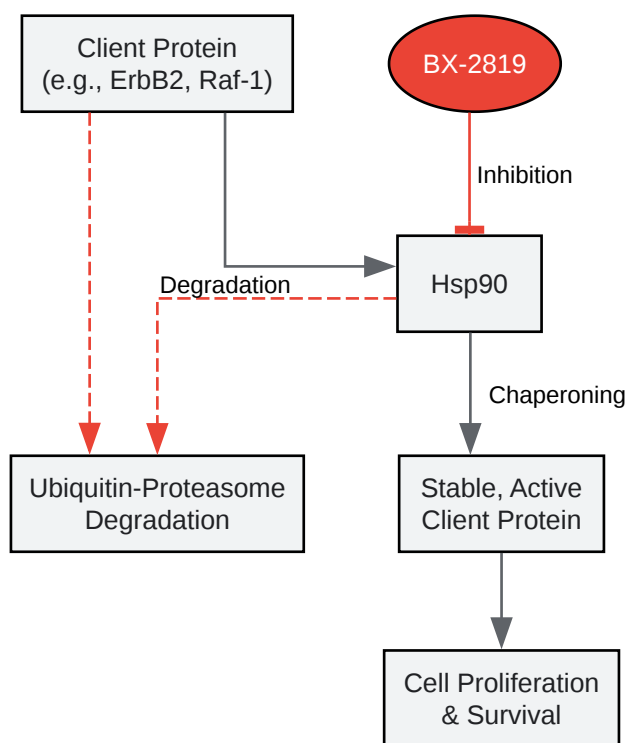 Client Protein
(e.g., ErbB2, Raf-1)
BX-2819
Inhibition
Hsp90
Degradation
Chaperoning
Ubiquitin-Proteasome
Degradation
Stable, Active
Client Protein
Cell Proliferation
& Survival